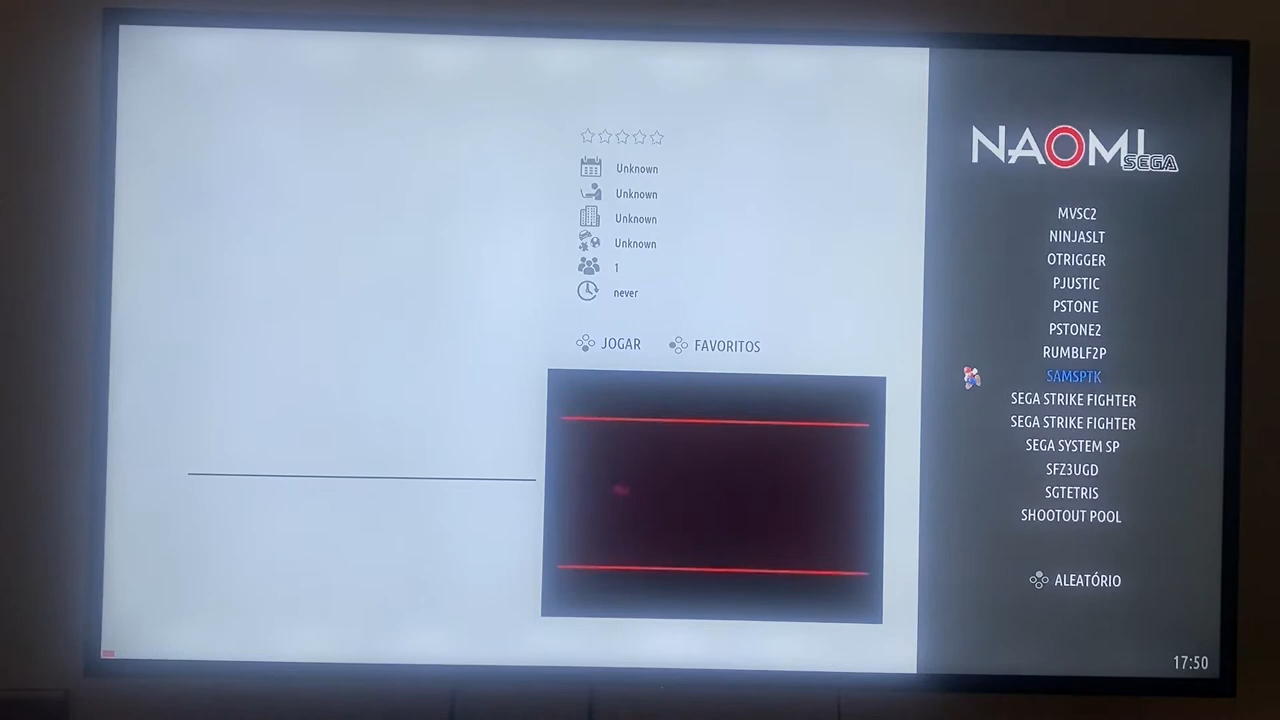 Unknown
Unknown
Unknown
Unknown
1
never
JOGAR
FAVORITOS
NAOMI
SEGA
MVSC2
NINJASLT
OTRIGGER
PJUSTIC
PSTONE
PSTONE2
RUMBLF2P
SAMSPTK
SEGA STRIKE FIGHTER
SEGA STRIKE FIGHTER
SEGA SYSTEM SP
SFZ3UGD
SGTETRIS
SHOOTOUT POOL
ALEATÓRIO
17:50